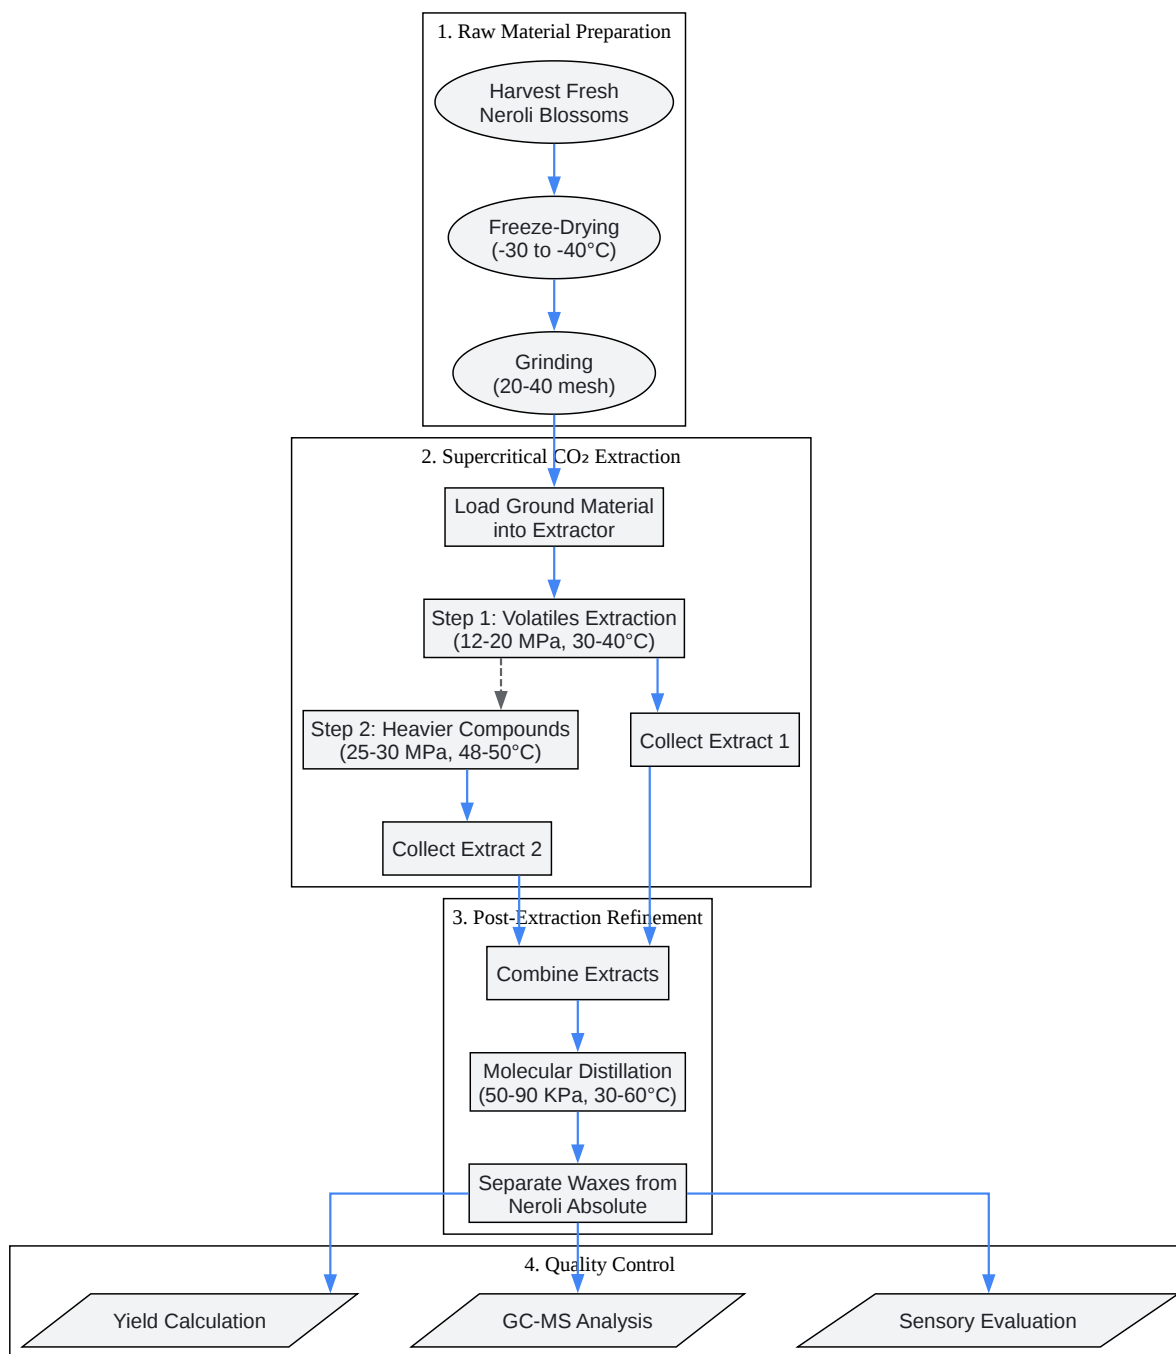 1. Raw Material Preparation
Harvest Fresh
Neroli Blossoms
Freeze-Drying
(-30 to -40°C)
Grinding
(20-40 mesh)
2. Supercritical CO₂ Extraction
Load Ground Material
into Extractor
Step 1: Volatiles Extraction
(12-20 MPa, 30-40°C)
Step 2: Heavier Compounds
(25-30 MPa, 48-50°C)
Collect Extract 1
Collect Extract 2
3. Post-Extraction Refinement
Combine Extracts
Molecular Distillation
(50-90 KPa, 30-60°C)
Separate Waxes from
Neroli Absolute
4. Quality Control
Yield Calculation
GC-MS Analysis
Sensory Evaluation